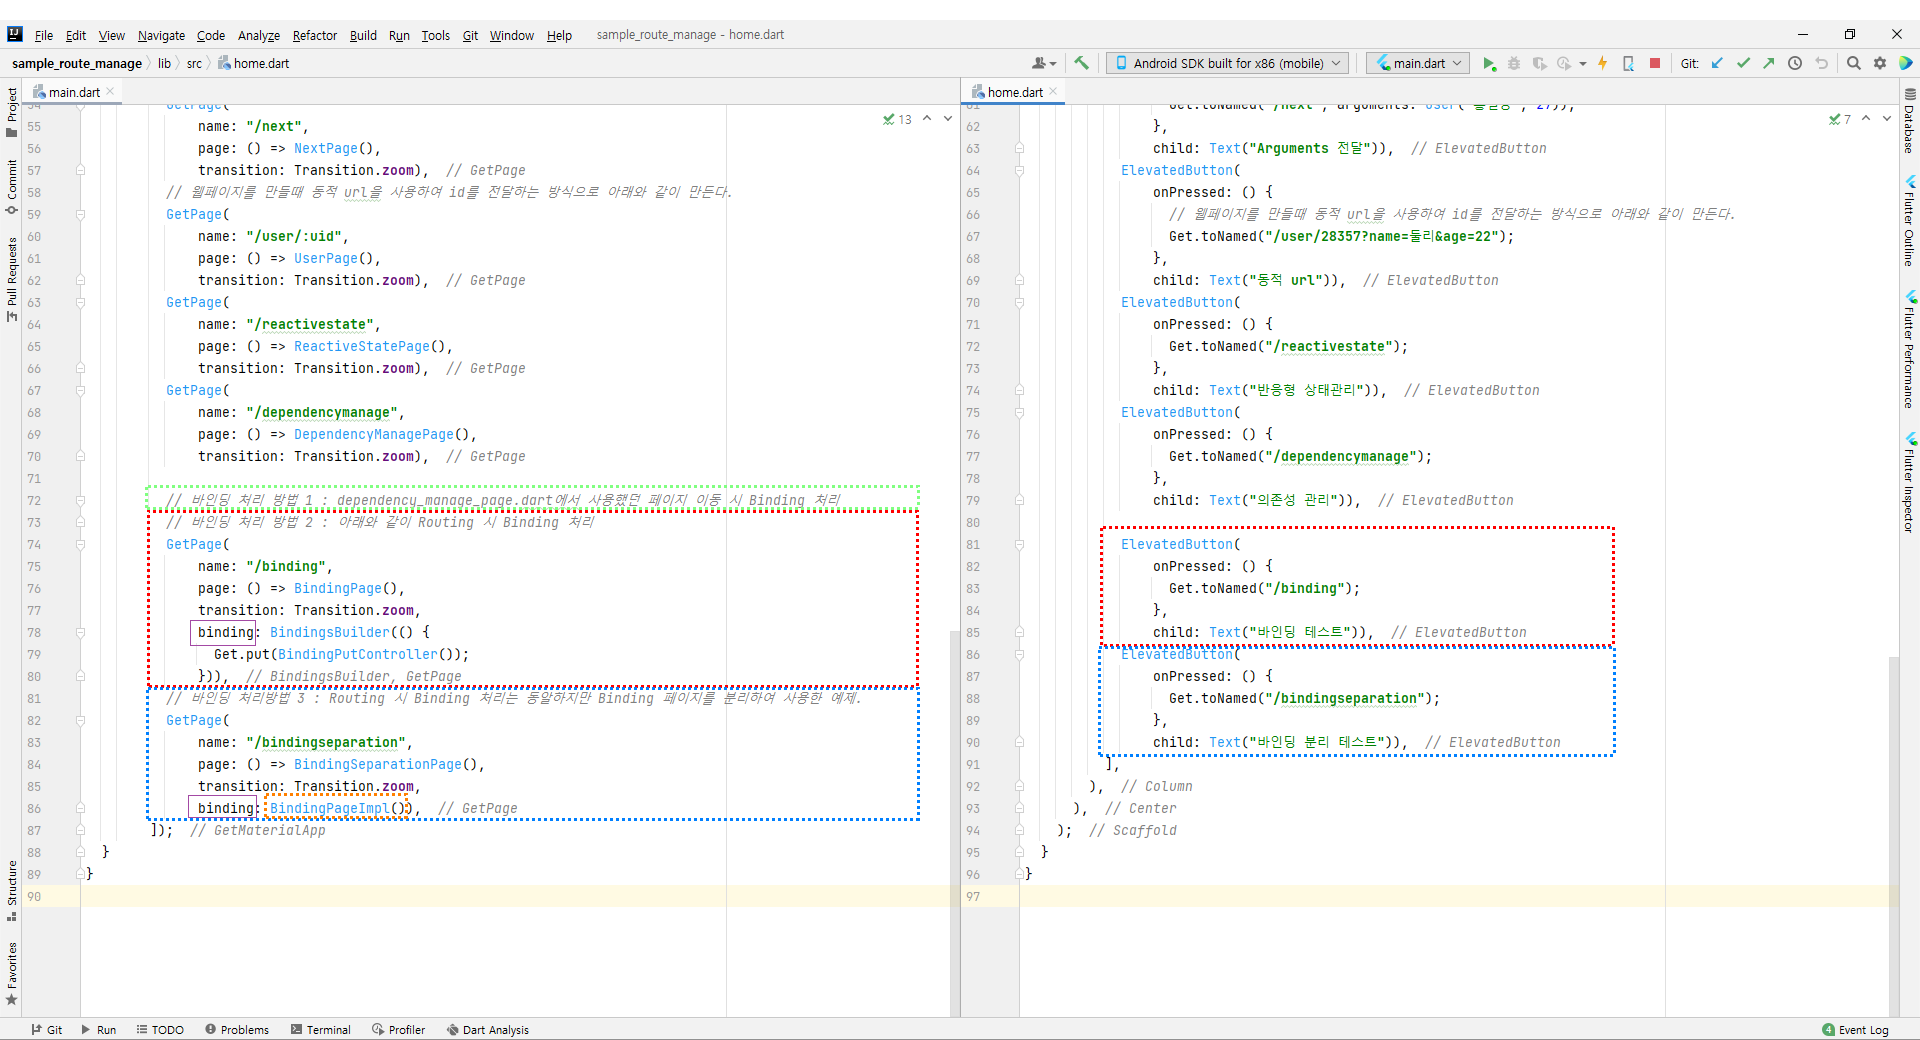 File Edit View Navigate Code Analyze Refactor Build Run Tools Git Window Help sample_route_manage - home.dart
sample_route_manage lib src home.dart
Android SDK built for x86 (mobile) main.dart Git:
main.dart
home.dart
Project
Commit
Pull Requests
Structure
Favorites
13
54 GetPage(
55 name: "/next",
56 page: () => NextPage(),
57 transition: Transition.zoom), // GetPage
58 // 웹페이지를 만들때 동적 url을 사용하여 id를 전달하는 방식으로 아래와 같이 만든다.
59 GetPage(
60 name: "/user/:uid",
61 page: () => UserPage(),
62 transition: Transition.zoom), // GetPage
63 GetPage(
64 name: "/reactivestate",
65 page: () => ReactiveStatePage(),
66 transition: Transition.zoom), // GetPage
67 GetPage(
68 name: "/dependencymanage",
69 page: () => DependencyManagePage(),
70 transition: Transition.zoom), // GetPage
71
72 // 바인딩 처리 방법 1 : dependency_manage_page.dart에서 사용했던 페이지 이동 시 Binding 처리
73 // 바인딩 처리 방법 2 : 아래와 같이 Routing 시 Binding 처리
74 GetPage(
75 name: "/binding",
76 page: () => BindingPage(),
77 transition: Transition.zoom,
78 binding: BindingsBuilder(() {
79 Get.put(BindingPutController());
80 })), // BindingsBuilder, GetPage
81 // 바인딩 처리방법 3 : Routing 시 Binding 처리는 동알하지만 Binding 페이지를 분리하여 사용한 예제.
82 GetPage(
83 name: "/bindingseparation",
84 page: () => BindingSeparationPage(),
85 transition: Transition.zoom,
86 binding: BindingPageImpl()), // GetPage
87 ]); // GetMaterialApp
88 }
89 }
90
7
61 Get.toNamed("/next", arguments: User("홍길동", 27));
62 },
63 child: Text("Arguments 전달")), // ElevatedButton
64 ElevatedButton(
65 onPressed: () {
66 // 웹페이지를 만들때 동적 url을 사용하여 id를 전달하는 방식으로 아래와 같이 만든다.
67 Get.toNamed("/user/28357?name=둘리&age=22");
68 },
69 child: Text("동적 url")), // ElevatedButton
70 ElevatedButton(
71 onPressed: () {
72 Get.toNamed("/reactivestate");
73 },
74 child: Text("반응형 상태관리")), // ElevatedButton
75 ElevatedButton(
76 onPressed: () {
77 Get.toNamed("/dependencymanage");
78 },
79 child: Text("의존성 관리")), // ElevatedButton
80
81 ElevatedButton(
82 onPressed: () {
83 Get.toNamed("/binding");
84 },
85 child: Text("바인딩 테스트")), // ElevatedButton
86 ElevatedButton(
87 onPressed: () {
88 Get.toNamed("/bindingseparation");
89 },
90 child: Text("바인딩 분리 테스트")), // ElevatedButton
91 ],
92 ), // Column
93 ), // Center
94 ); // Scaffold
95 }
96 }
97
Database
Flutter Outline
Flutter Performance
Flutter Inspector
Git Run TODO Problems Terminal Profiler Dart Analysis 4 Event Log